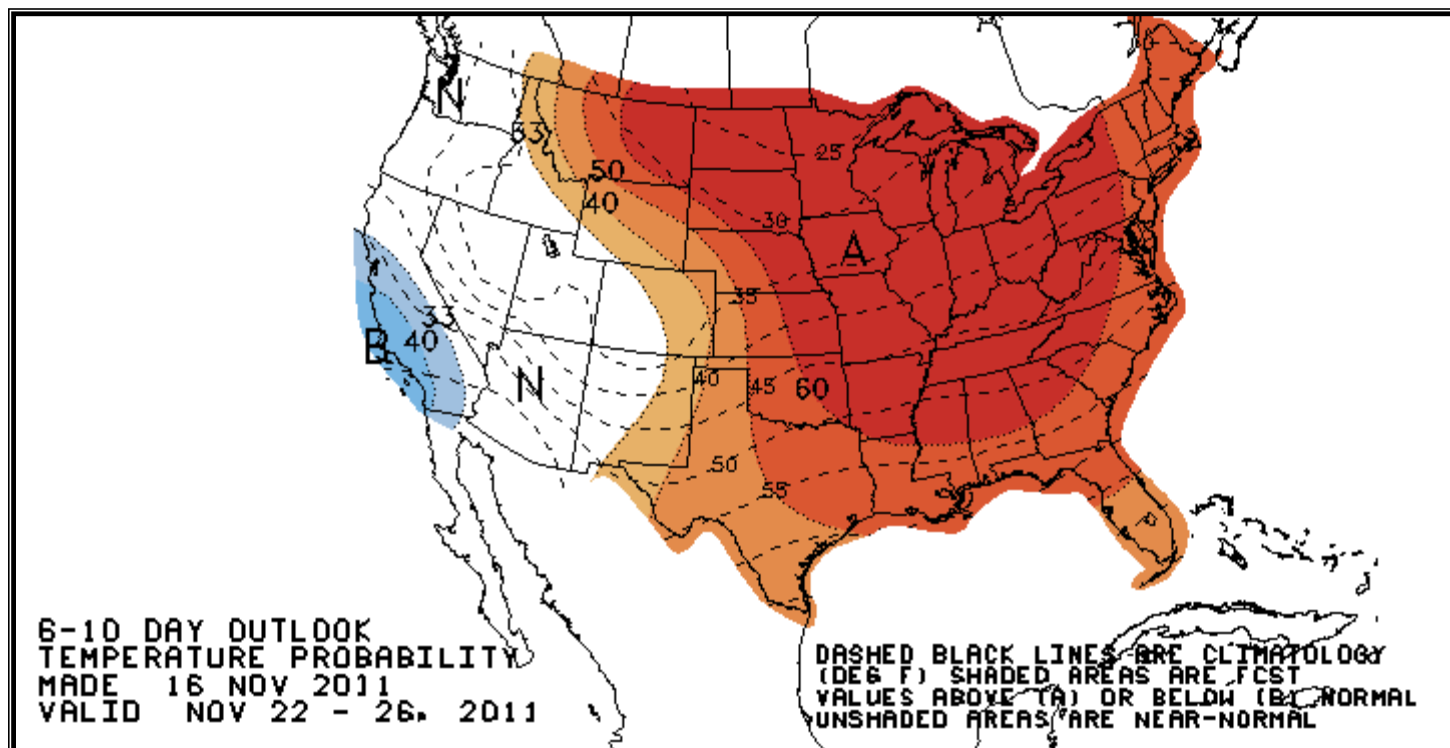 N
33
50
40
25
30
A
35
33
40
B
N
40
45
60
50
55
6-10 DAY OUTLOOK
TEMPERATURE PROBABILITY
MADE 16 NOV 2011
VALID NOV 22 - 26, 2011
DASHED BLACK LINES ARE CLIMATOLOGY
(DEG F) SHADED AREAS ARE FCST
VALUES ABOVE (A) OR BELOW (B) NORMAL
UNSHADED AREAS ARE NEAR-NORMAL